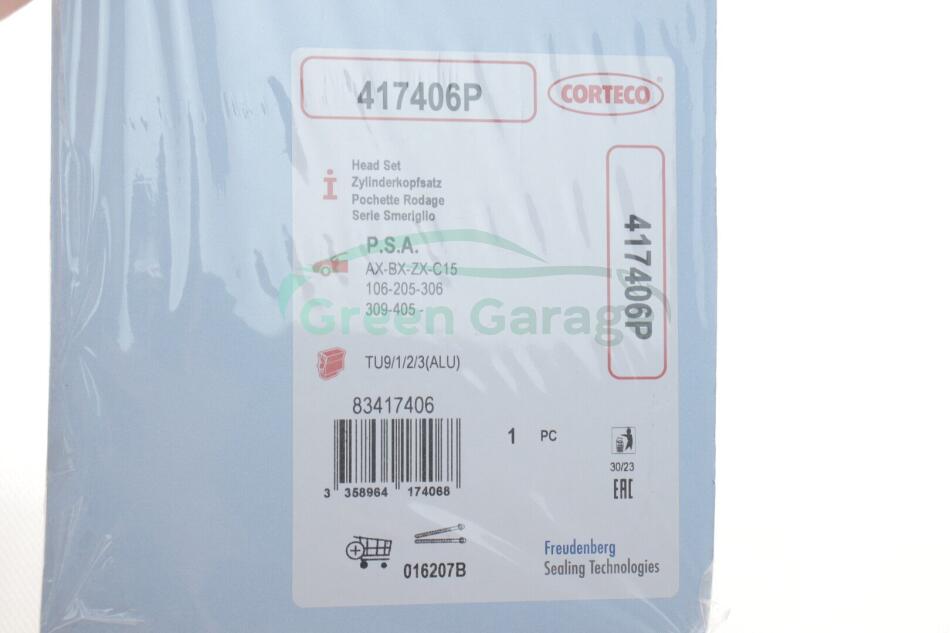 417406P
CORTECO®
Head Set
Zylinderkopfsatz
Pochette Rodage
Serie Smeriglio
417406P
P.S.A.
AX-BX-ZX-C15
106-205-306
309-405 -
Green Garage
TU9/1/2/3(ALU)
83417406
3 358964 174068
1 PC
30/23
EAC
016207B
Freudenberg
Sealing Technologies